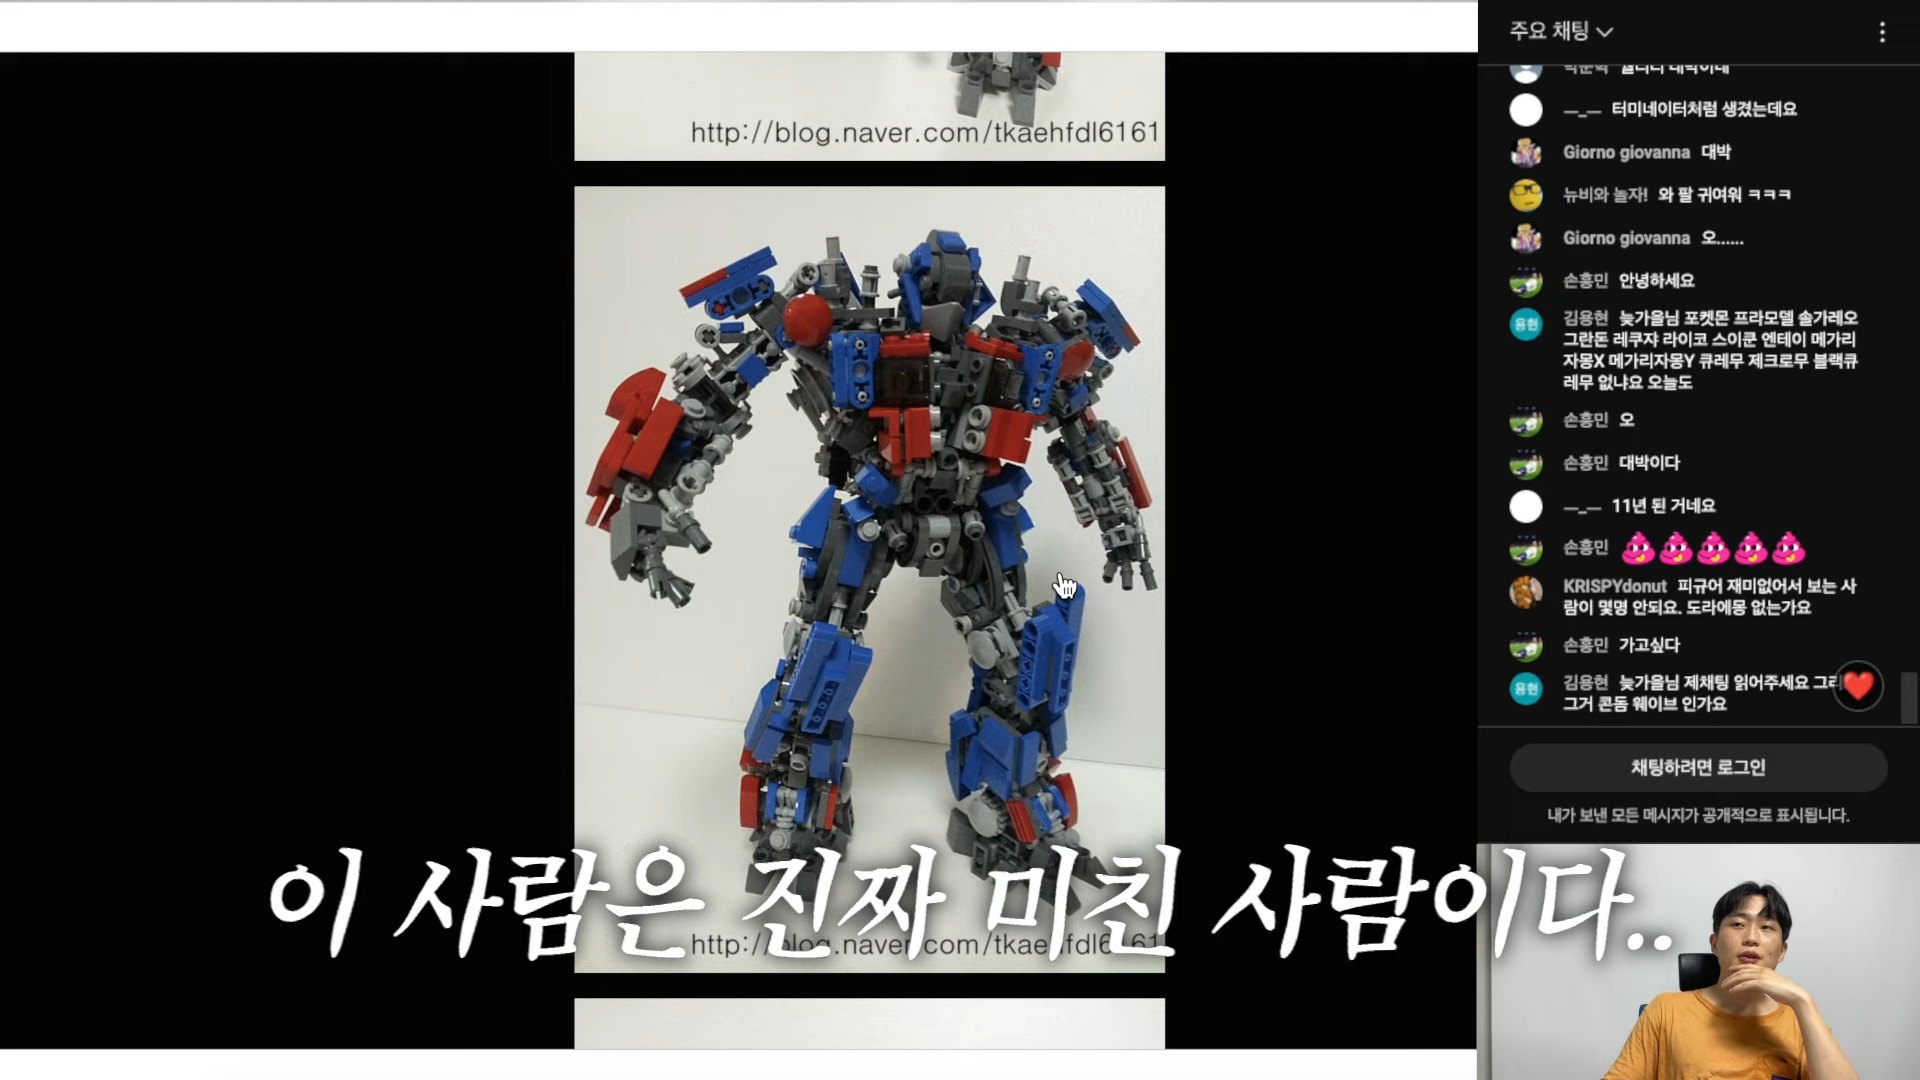 http://blog.naver.com/tkaehfdl6161
이 사람은 진짜 미친 사람이다..
주요 채팅
—_— 터미네이터처럼 생겼는데요
Giorno giovanna 대박
뉴비와 놀자! 와 팔 귀여워 ㅋㅋㅋ
Giorno giovanna 오......
손흥민 안녕하세요
용현
김용현 늦가을님 포켓몬 프라모델 솔가레오
그란돈 레쿠쟈 라이코 스이쿤 엔테이 메가리
자몽X 메가리자몽Y 큐레무 제크로무 블랙큐
레무 없냐요 오늘도
손흥민 오
손흥민 대박이다
—_— 11년 된 거네요
손흥민
KRISPYdonut 피규어 재미없어서 보는 사
람이 몇명 안되요. 도라에몽 없는가요
손흥민 가고싶다
용현
김용현 늦가을님 제채팅 읽어주세요 그리
그거 콘돔 웨이브 인가요
채팅하려면 로그인
내가 보낸 모든 메시지가 공개적으로 표시됩니다.